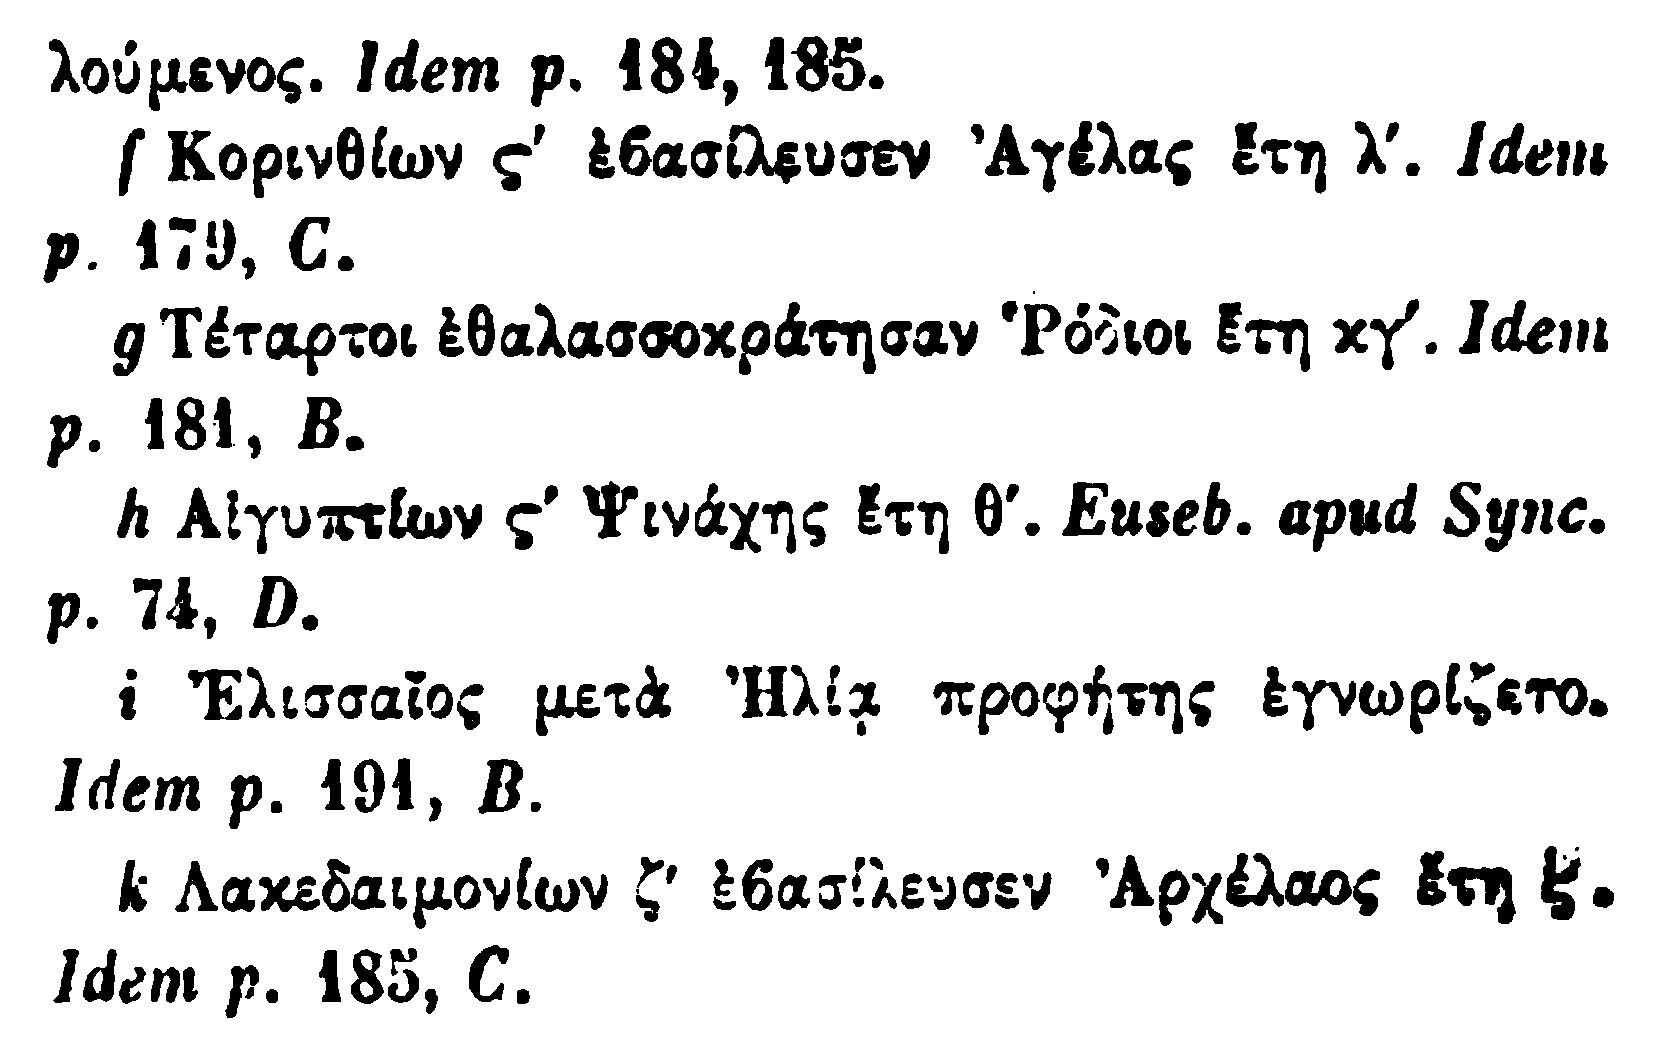 λούμενος. Idem p. 184, 185.
f Κορινθίων ς′ ἐϐασίλευσεν Ἀγέλας ἔτη λ′. Idem
p. 179, C.
g Τέταρτοι ἐθαλασσοκράτησαν Ῥόδιοι ἔτη κγ′. Idem
p. 181, B.
h Αἰγυπτίων ς′ Ψινάχης ἔτη θ′. Euseb. apud Sync.
p. 74, D.
i Ἐλισσαῖος μετὰ Ἠλίᾳ προφήτης ἐγνωρίζετο.
Idem p. 191, B.
k Λακεδαιμονίων ζ′ ἐϐασίλευσεν Ἀρχέλαος ἔτη
Idem p. 185, C.